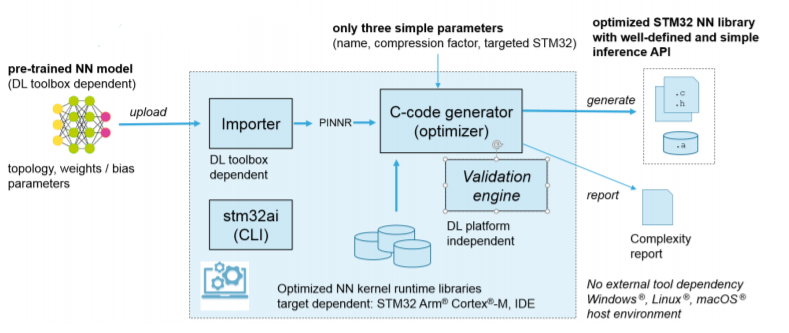 only three simple parameters
(name, compression factor, targeted STM32)
optimized STM32 NN library
with well-defined and simple
inference API
pre-trained NN model
(DL toolbox dependent)
upload
Importer
PINNR
C-code generator
(optimizer)
generate
.c
.h
.a
DL toolbox
dependent
Validation
engine
topology, weights / bias
parameters
report
stm32ai
(CLI)
DL platform
independent
Complexity
report
Optimized NN kernel runtime libraries
target dependent: STM32 Arm® Cortex®-M, IDE
No external tool dependency
Windows®, Linux®, macOS®
host environment